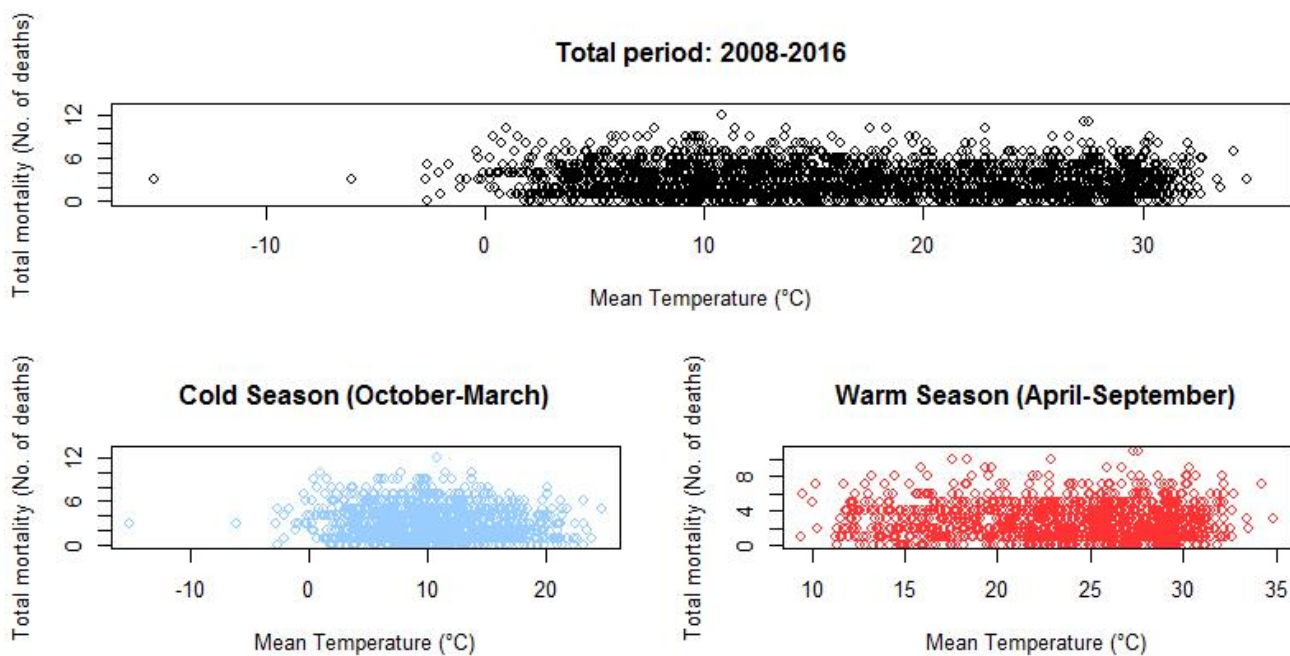 Total period: 2008-2016
Total mortality (No. of deaths)
12
6
0
-10 0 10 20 30
Mean Temperature (°C)
Cold Season (October-March)
Total mortality (No. of deaths)
12
6
0
-10 0 10 20
Mean Temperature (°C)
Warm Season (April-September)
Total mortality (No. of deaths)
8
4
0
10 15 20 25 30 35
Mean Temperature (°C)